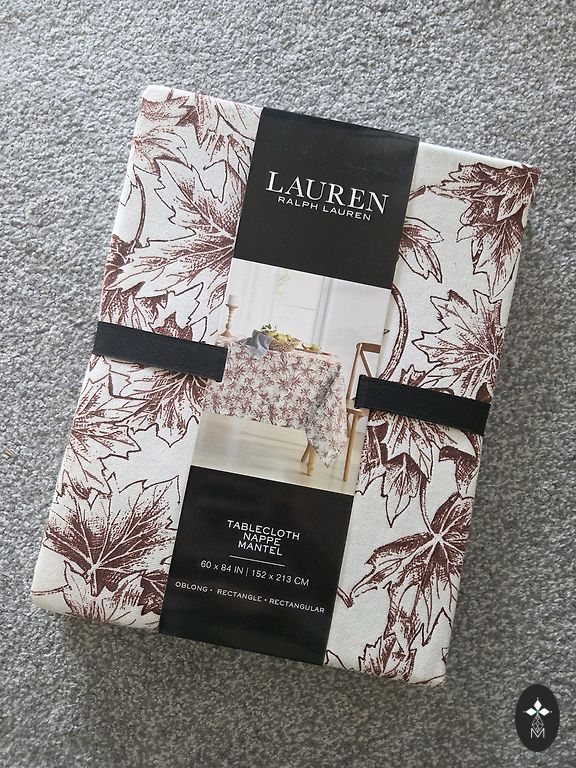 LAUREN
RALPH LAUREN
TABLECLOTH
NAPPE
MANTEL
60 x 84 IN | 152 x 213 CM
OBLONG • RECTANGLE • RECTANGULAR
M